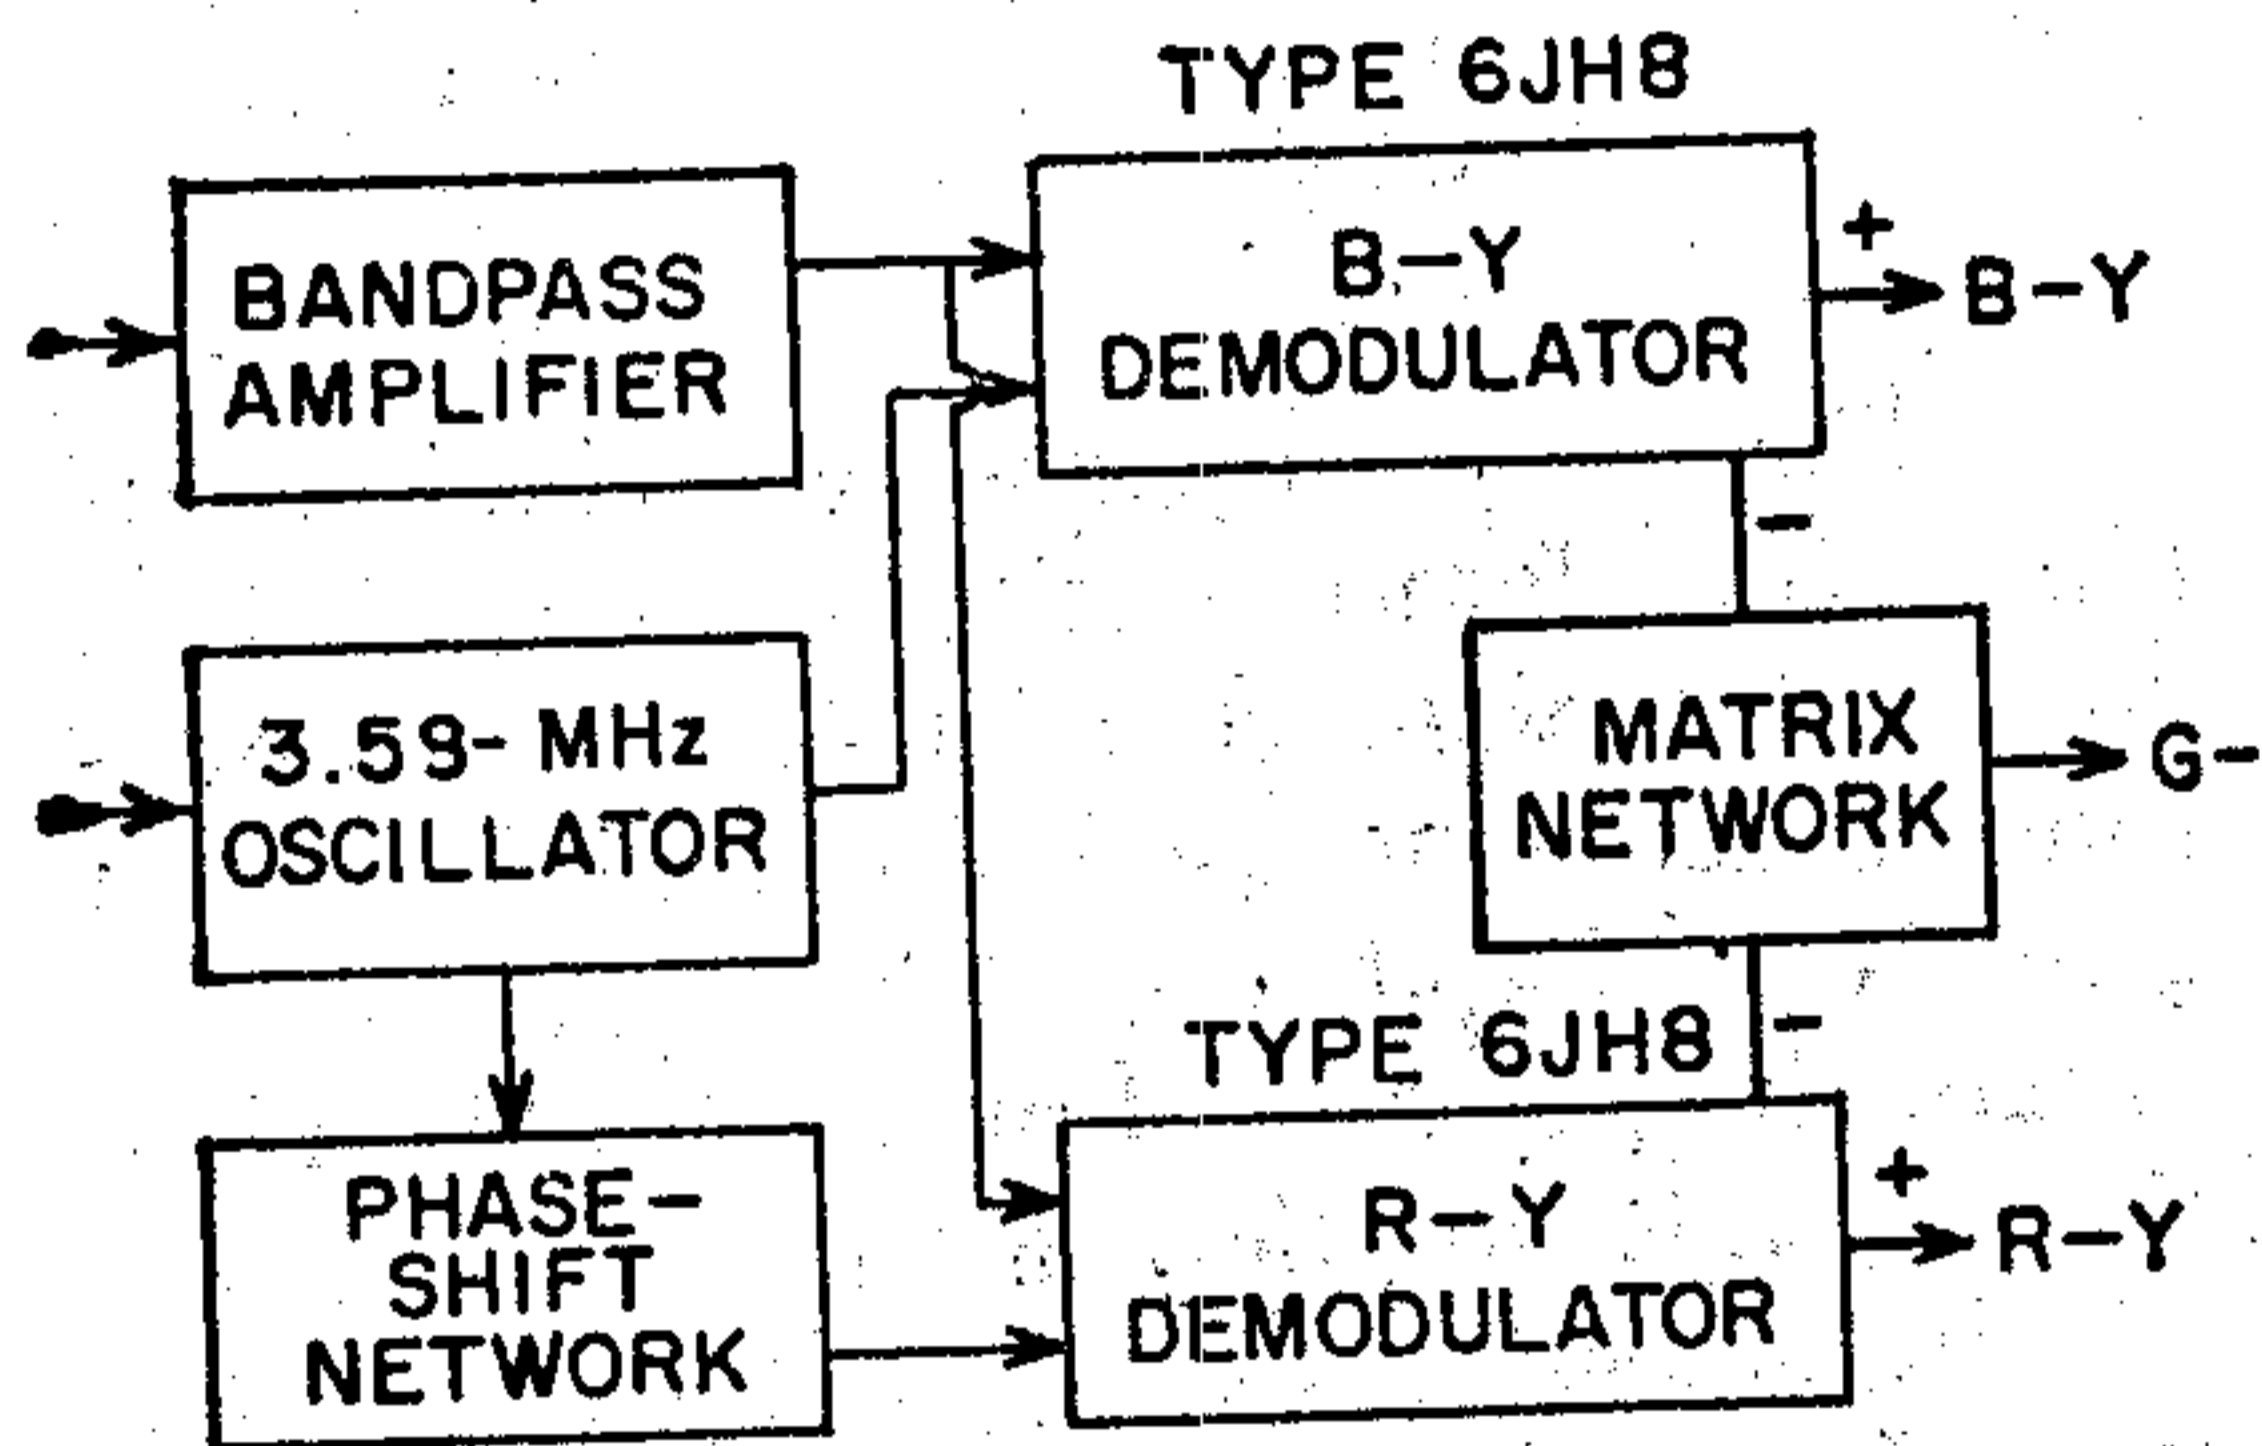 TYPE 6JH8
BANDPASS
AMPLIFIER
B-Y
DEMODULATOR
+
B-Y
-
3.59- MHz
OSCILLATOR
MATRIX
NETWORK
G-
-
TYPE 6JH8
PHASE-
SHIFT
NETWORK
R-Y
DEMODULATOR
+
R-Y